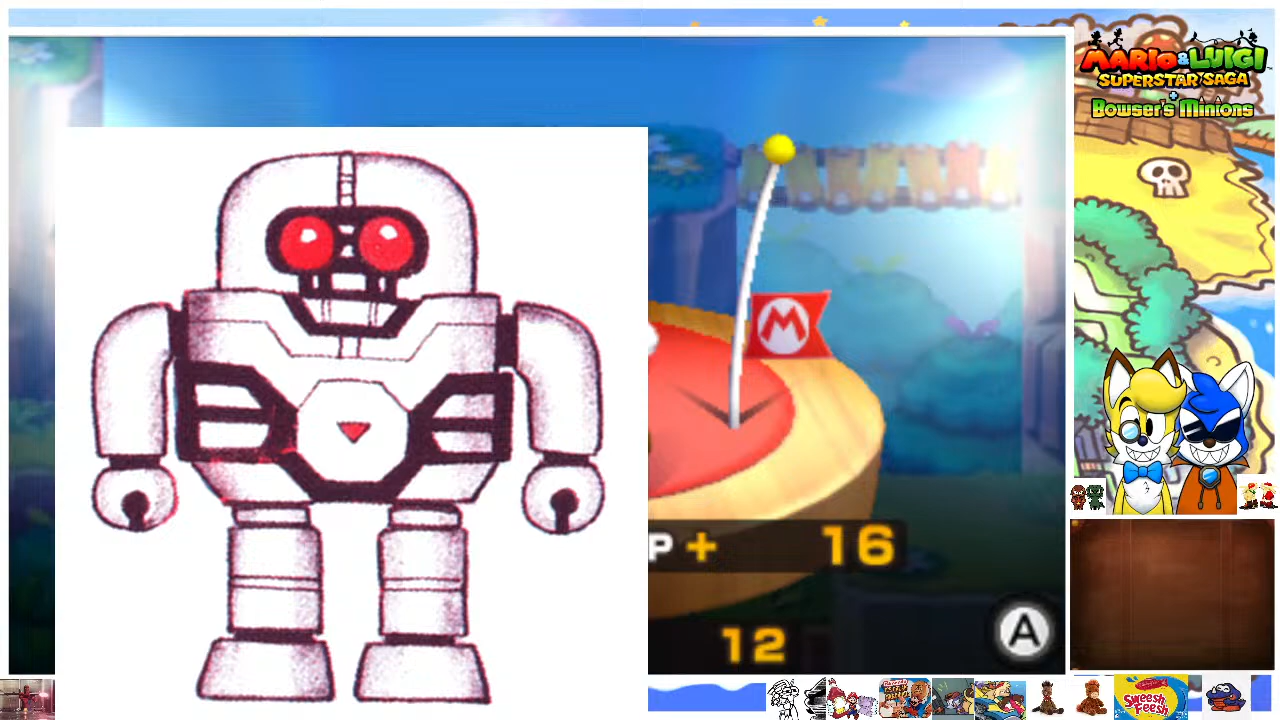 MARIO & LUIGI
SUPERSTAR SAGA
+
Bowser's Minions
M
P + 16
12
A
SWEESH
FEESH